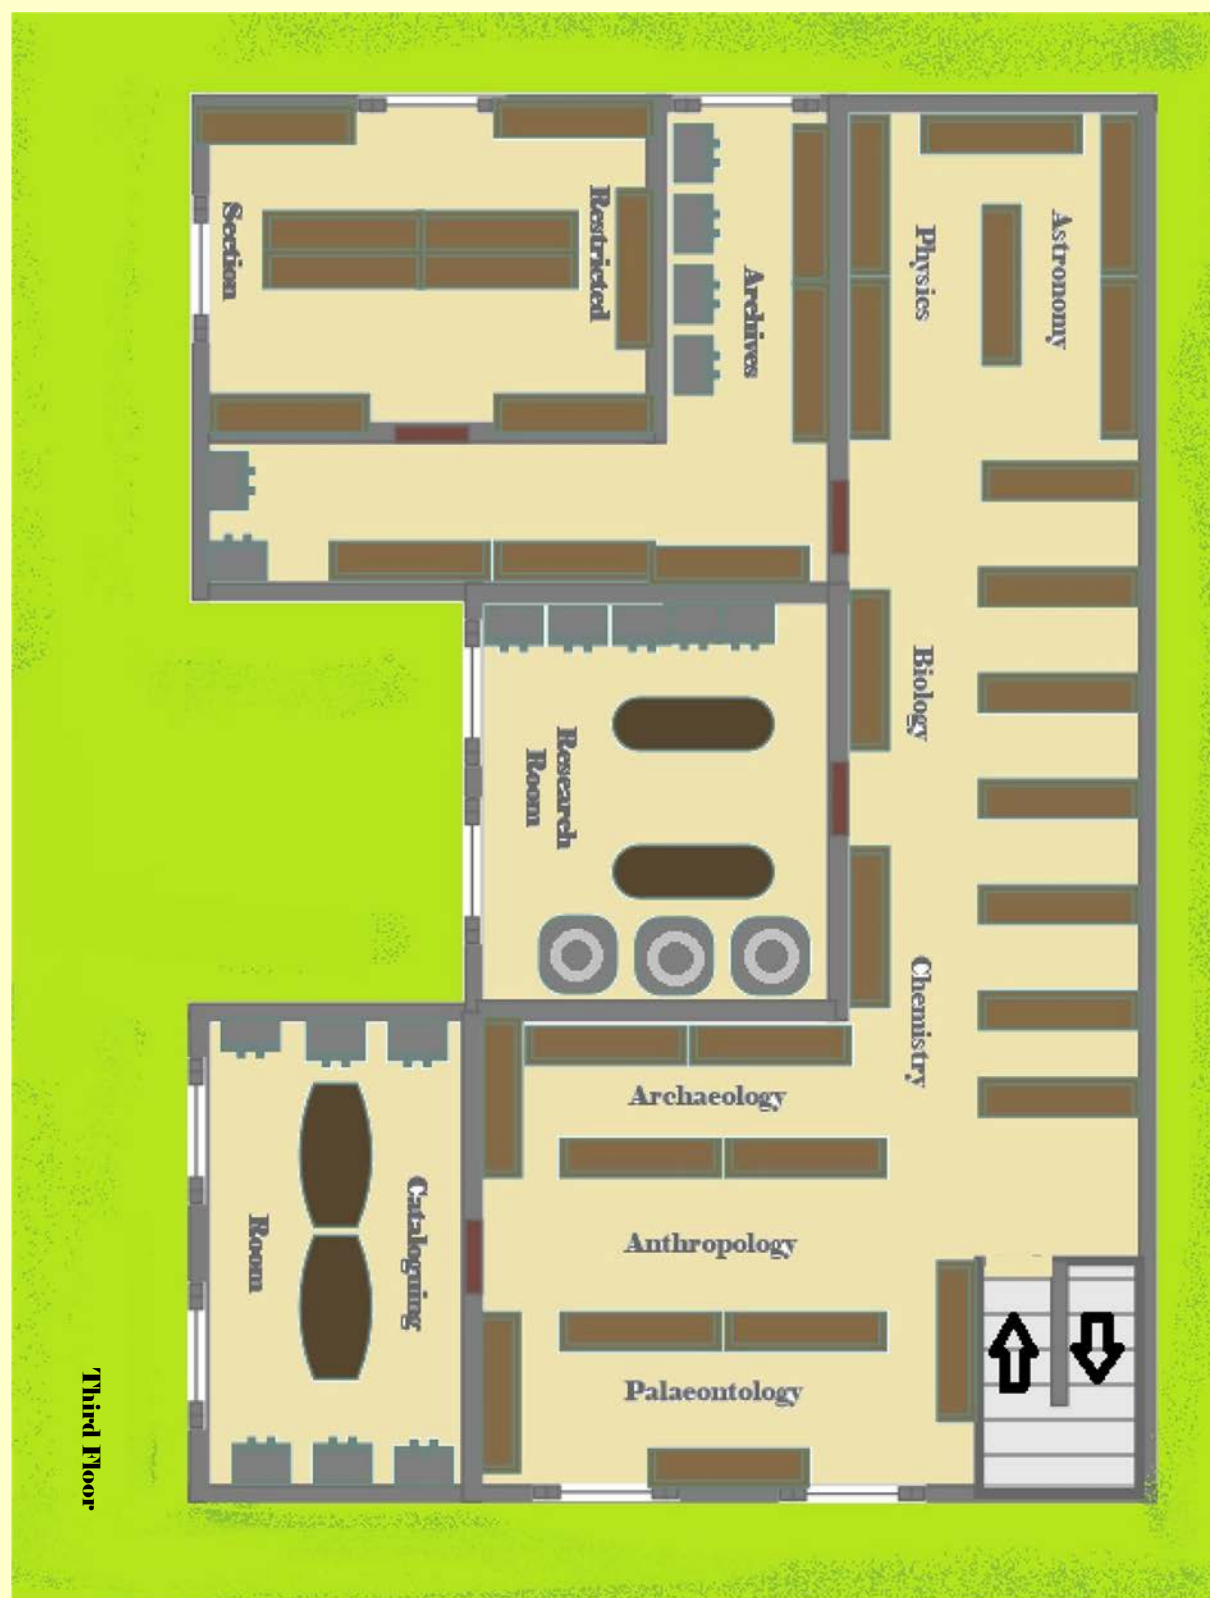 Restricted
Section
Archives
Astronomy
Physics
Biology
Research
Room
Chemistry
Archaeology
Anthropology
Palaeontology
Cataloguing
Room
Third Floor